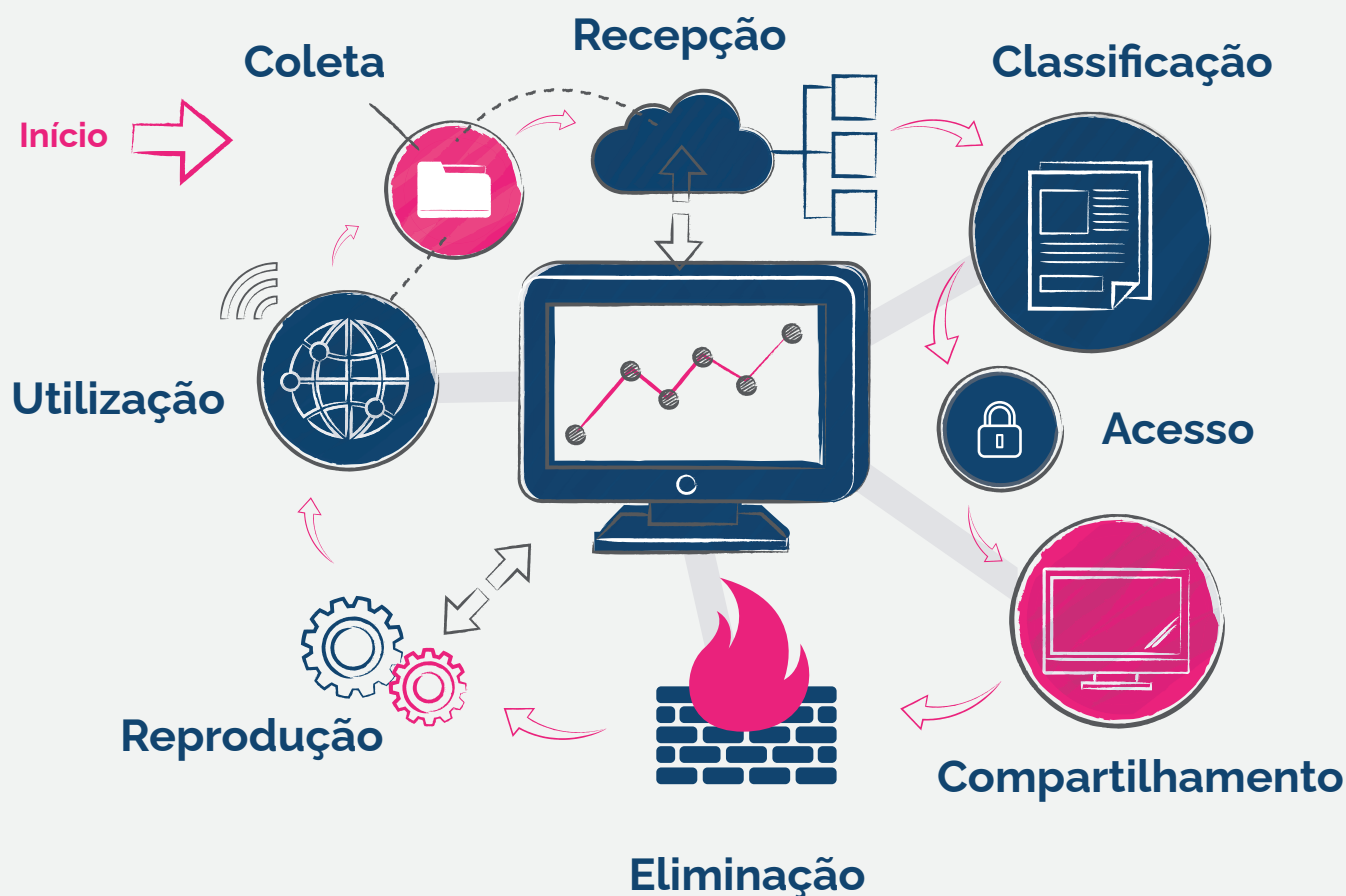 Recepção
Coleta
Classificação
Início
Utilização
Acesso
Reprodução
Compartilhamento
Eliminação